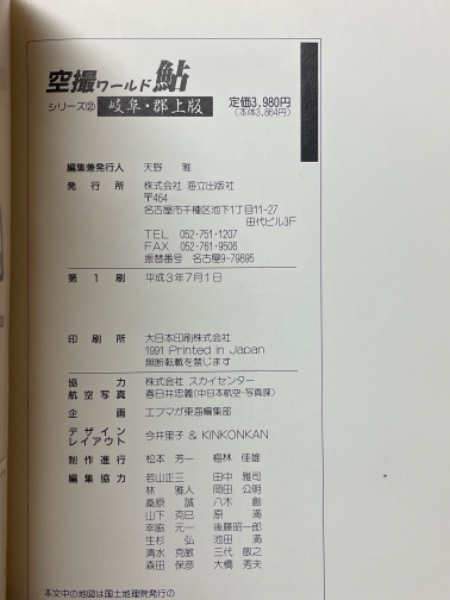 空撮ワールド鮎
シリーズ② 岐阜・郡上版 定価3,980円
(本体3,864円)
編集兼発行人 天野 雅
発行所 株式会社 海立出版社
〒464
名古屋市千種区池下1丁目11-27
田代ビル3F
TEL 052・751・1207
FAX 052・761・9506
振替番号 名古屋9-79895
第1刷 平成3年7月1日
印刷所 大日本印刷株式会社
1991 Printed in Japan
無断転載を禁じます
協力 株式会社 スカイセンター
航空写真 春日井忠義(中日本航空・写真課)
企画 エフマガ東海編集部
デザイン
レイアウト 今井里子 & KINKONKAN
制作進行 松本 芳一 梅林 佳雄
編集協力 若山正三 田中 雅司
林 雅人 岡田 公明
桑原 誠 八木 創
山下 克巳 原 満
幸脇 元一 後藤昭一郎
生杉 弘 池田 満
清水 克敏 三代 敏之
森田 保彦 大橋 秀夫
本文中の地図は国土地理院発行の